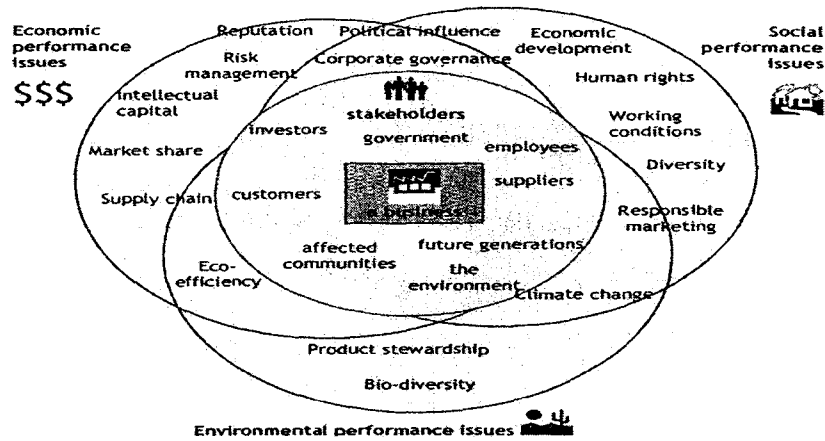 Economic
performance
issues
$$$
Reputation
Political influence
Economic
development
Social
performance
issues
Risk
management
Corporate governance
Human rights
Intellectual
capital
stakeholders
Working
conditions
investors
government
employees
Market share
Diversity
Supply chain
customers
suppliers
a business
Responsible
marketing
affected
communities
future generations
Eco-
efficiency
the
environment
Climate change
Product stewardship
Bio-diversity
Environmental performance issues